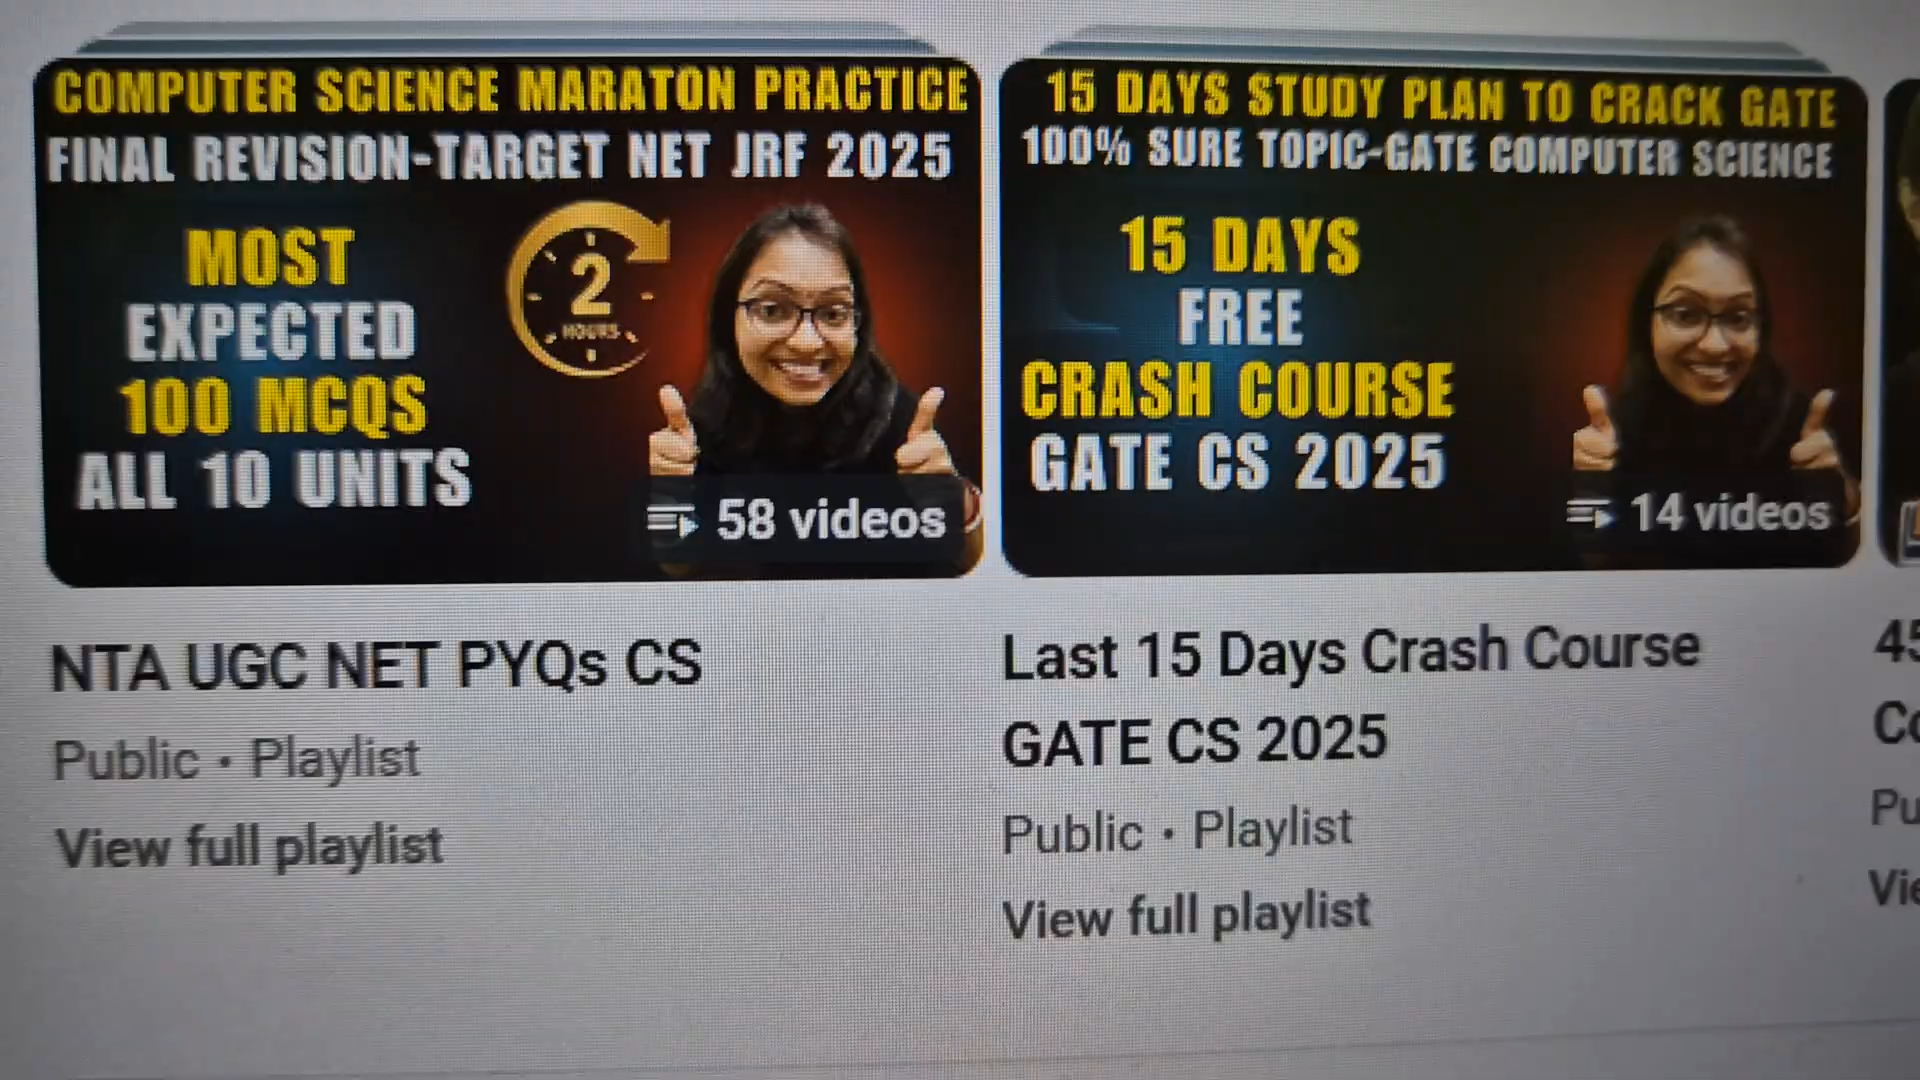 COMPUTER SCIENCE MARATON PRACTICE
FINAL REVISION-TARGET NET JRF 2025
MOST
EXPECTED
100 MCQS
ALL 10 UNITS
2
HOURS
58 videos
NTA UGC NET PYQs CS
Public • Playlist
View full playlist
15 DAYS STUDY PLAN TO CRACK GATE
100% SURE TOPIC-GATE COMPUTER SCIENCE
15 DAYS
FREE
CRASH COURSE
GATE CS 2025
14 videos
Last 15 Days Crash Course
GATE CS 2025
Public • Playlist
View full playlist
45